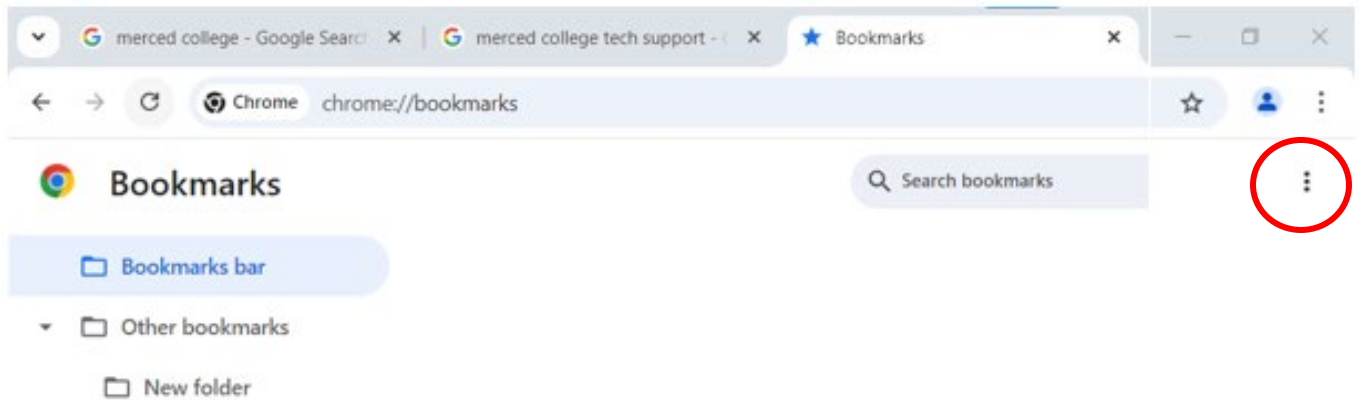 merced college - Google Searc
merced college tech support -
Bookmarks
Chrome
chrome://bookmarks
Bookmarks
Search bookmarks
Bookmarks bar
Other bookmarks
New folder